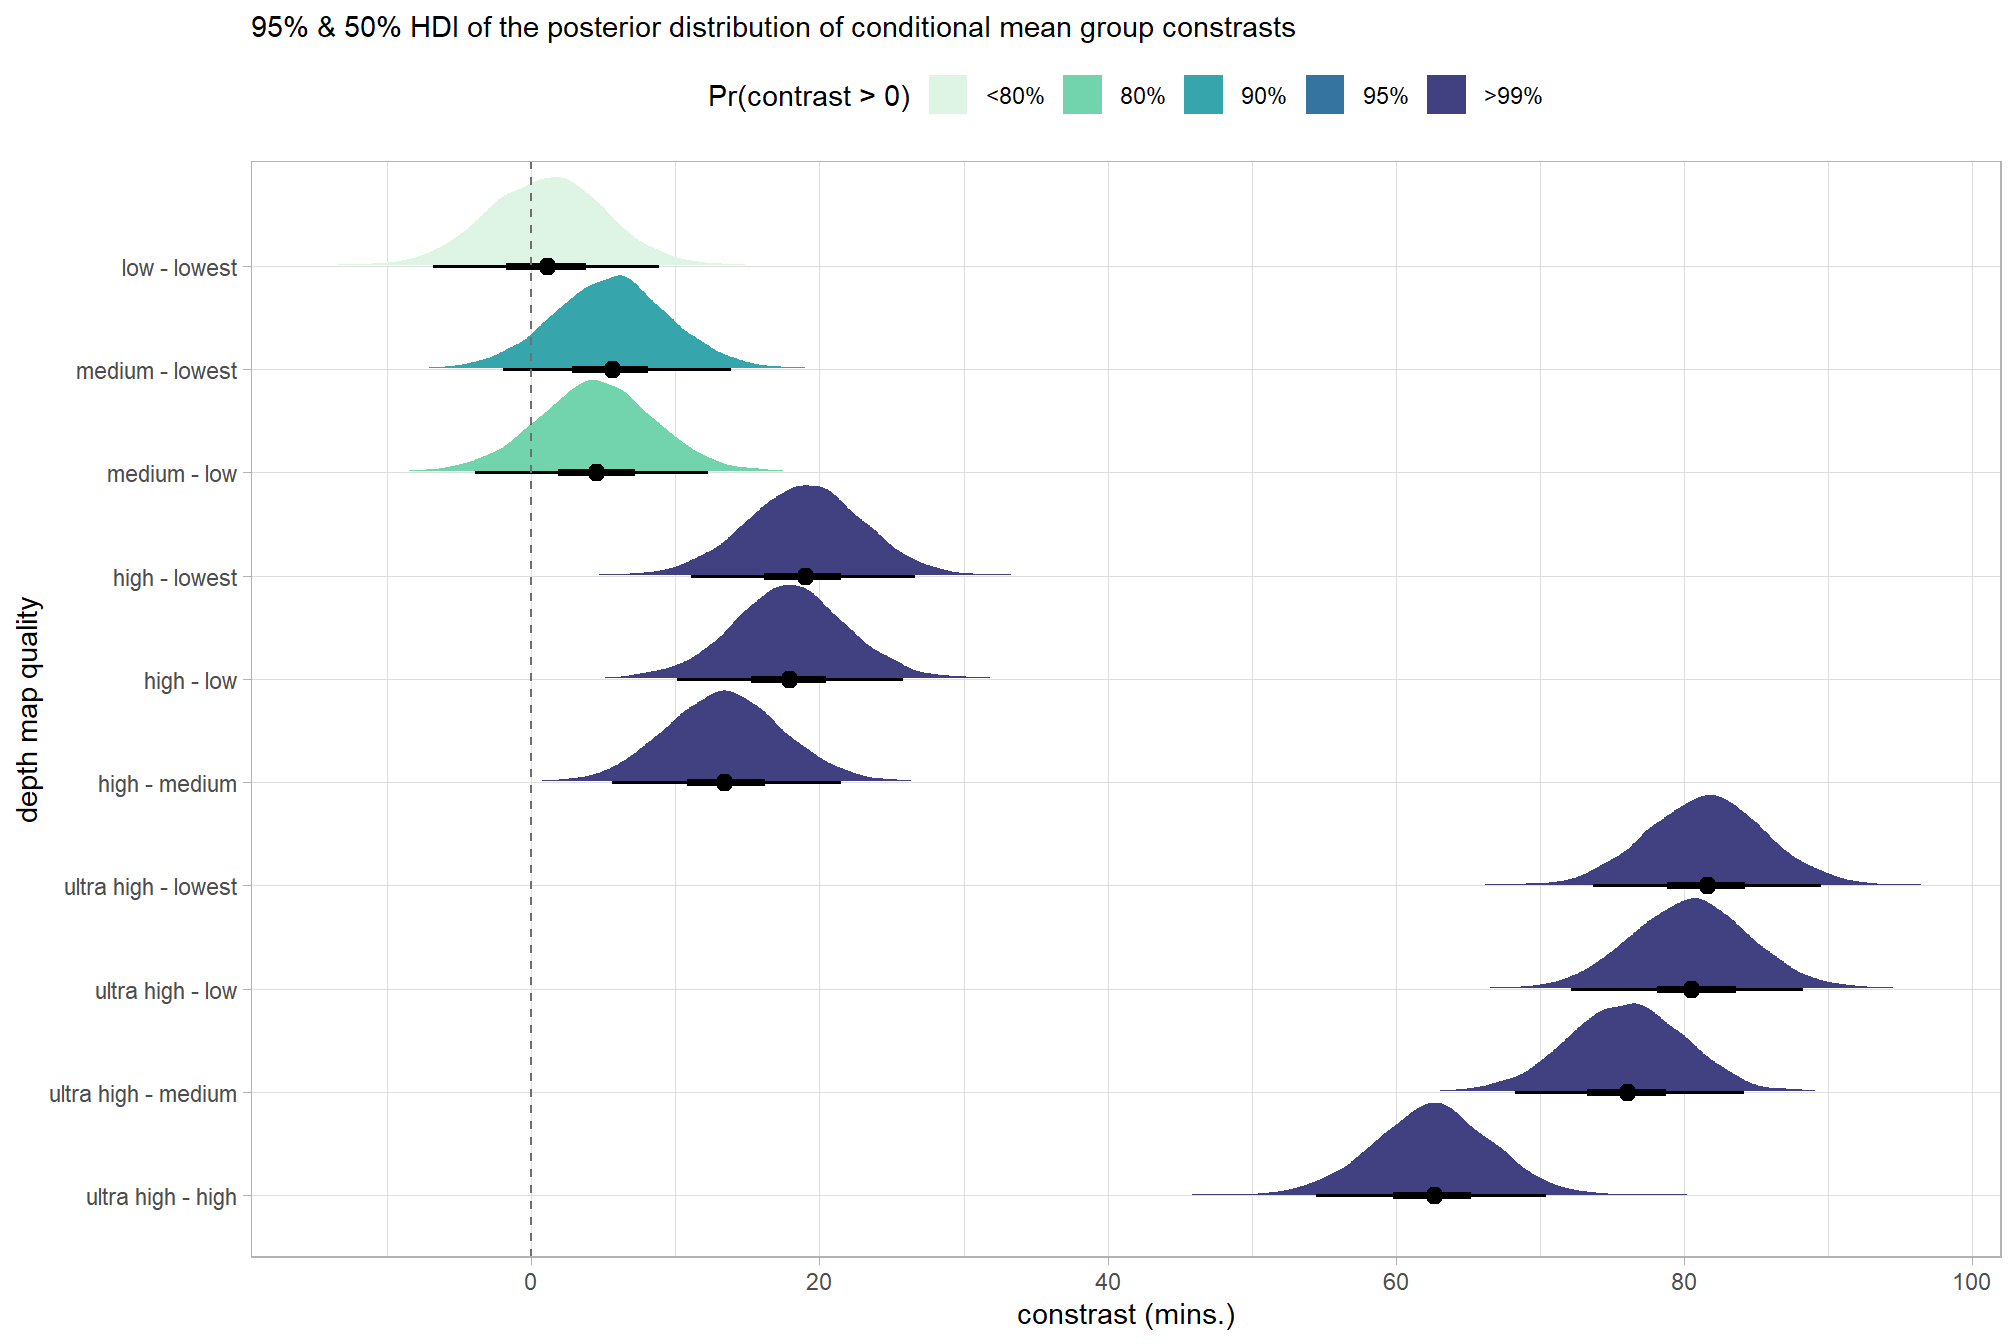 95% & 50% HDI of the posterior distribution of conditional mean group constrasts
Pr(contrast > 0) <80% 80% 90% 95% >99%
low - lowest
medium - lowest
medium - low
high - lowest
high - low
high - medium
ultra high - lowest
ultra high - low
ultra high - medium
ultra high - high
depth map quality
0 20 40 60 80 100
constrast (mins.)